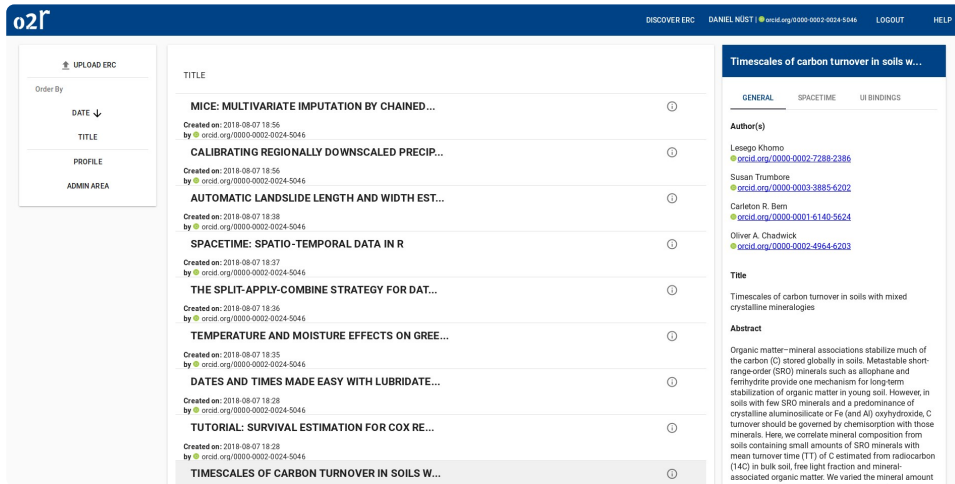 o2r
DISCOVER ERC
DANIEL NÜST | orcid.org/0000-0002-0024-5046
LOGOUT
HELP
UPLOAD ERC
Order By
DATE
TITLE
PROFILE
ADMIN AREA
TITLE
MICE: MULTIVARIATE IMPUTATION BY CHAINED...
Created on: 2018-08-07 18:56
by orcid.org/0000-0002-0024-5046
CALIBRATING REGIONALLY DOWNSCALED PRECIP...
Created on: 2018-08-07 18:56
by orcid.org/0000-0002-0024-5046
AUTOMATIC LANDSLIDE LENGTH AND WIDTH EST...
Created on: 2018-08-07 18:38
by orcid.org/0000-0002-0024-5046
SPACETIME: SPATIO-TEMPORAL DATA IN R
Created on: 2018-08-07 18:37
by orcid.org/0000-0002-0024-5046
THE SPLIT-APPLY-COMBINE STRATEGY FOR DAT...
Created on: 2018-08-07 18:36
by orcid.org/0000-0002-0024-5046
TEMPERATURE AND MOISTURE EFFECTS ON GREE...
Created on: 2018-08-07 18:35
by orcid.org/0000-0002-0024-5046
DATES AND TIMES MADE EASY WITH LUBRIDATE...
Created on: 2018-08-07 18:28
by orcid.org/0000-0002-0024-5046
TUTORIAL: SURVIVAL ESTIMATION FOR COX RE...
Created on: 2018-08-07 18:28
by orcid.org/0000-0002-0024-5046
TIMESCALES OF CARBON TURNOVER IN SOILS W...
Timescales of carbon turnover in soils w...
GENERAL
SPACETIME
UI BINDINGS
Author(s)
Lesego Khomo
orcid.org/0000-0002-7288-2386
Susan Trumbore
orcid.org/0000-0003-3885-6202
Carleton R. Bern
orcid.org/0000-0001-6140-5624
Oliver A. Chadwick
orcid.org/0000-0002-4964-6203
Title
Timescales of carbon turnover in soils with mixed
crystalline mineralogies
Abstract
Organic matter–mineral associations stabilize much of
the carbon (C) stored globally in soils. Metastable short-
range-order (SRO) minerals such as allophane and
ferrihydrite provide one mechanism for long-term
stabilization of organic matter in young soil. However, in
soils with few SRO minerals and a predominance of
crystalline aluminosilicate or Fe (and Al) oxyhydroxide, C
turnover should be governed by chemisorption with those
minerals. Here, we correlate mineral composition from
soils containing small amounts of SRO minerals with
mean turnover time (TT) of C estimated from radiocarbon
(14C) in bulk soil, free light fraction and mineral-
associated organic matter. We varied the mineral amount